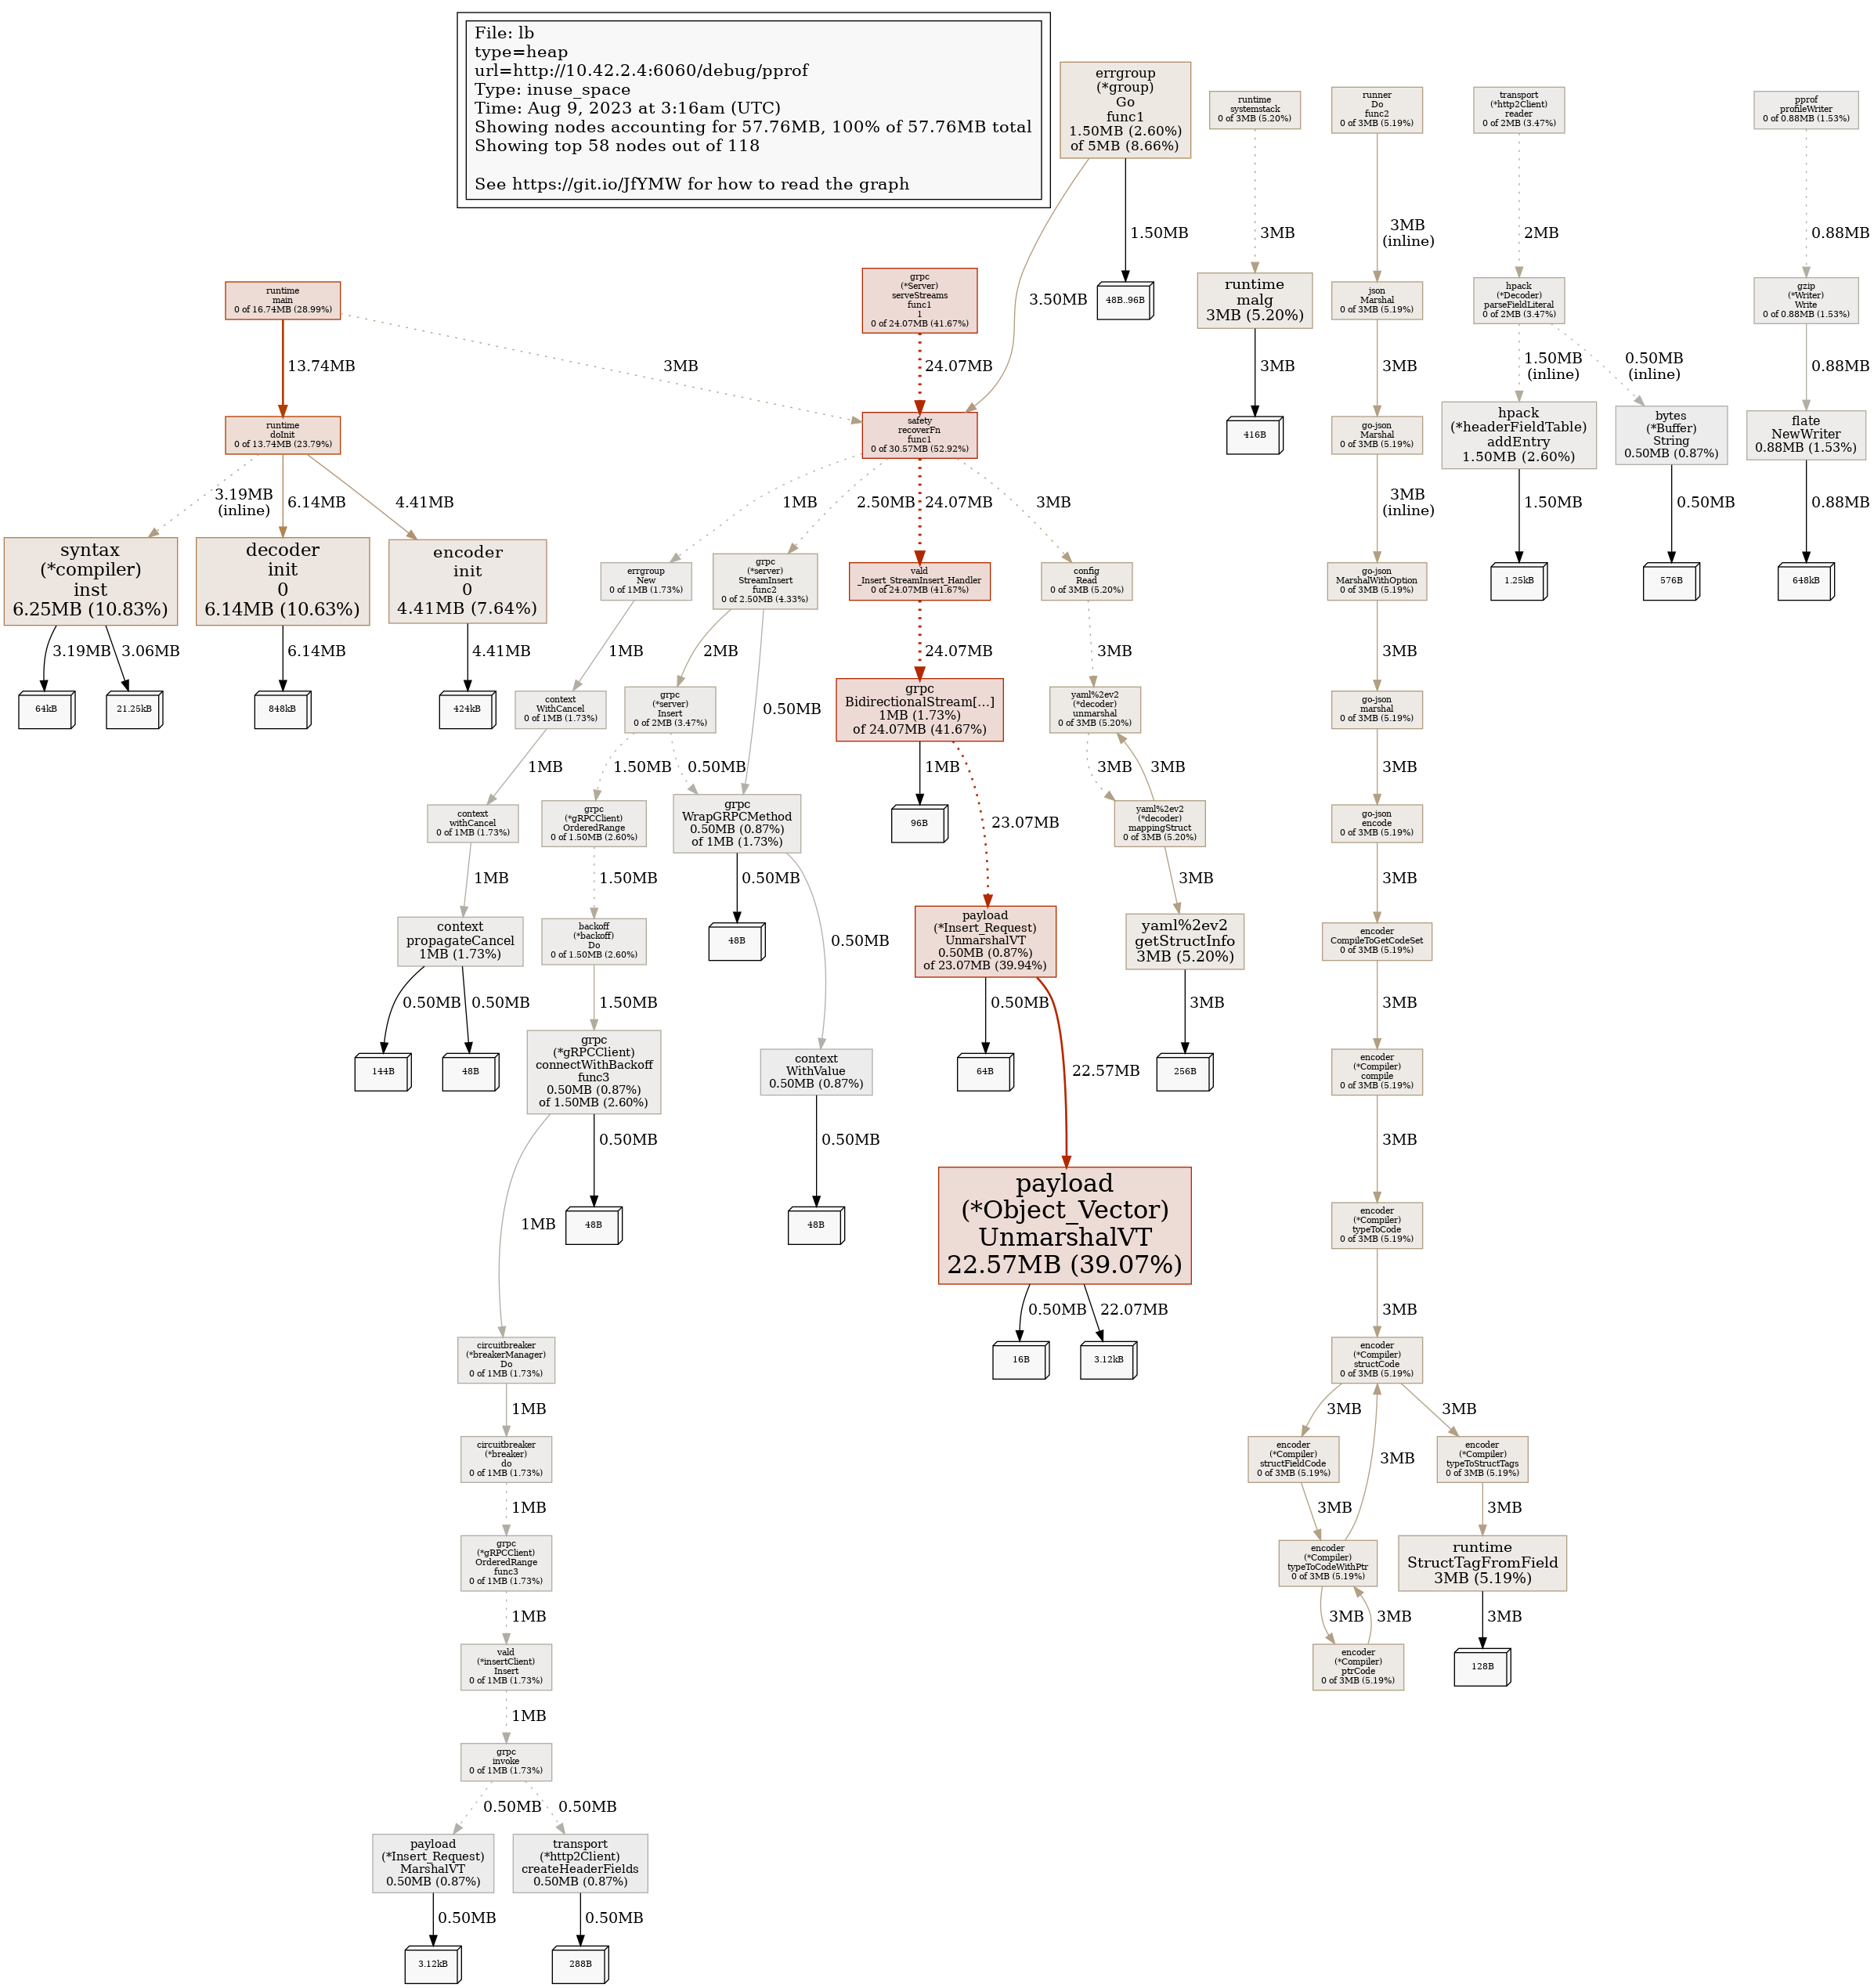 File: lb
type=heap
url=http://10.42.2.4:6060/debug/pprof
Type: inuse_space
Time: Aug 9, 2023 at 3:16am (UTC)
Showing nodes accounting for 57.76MB, 100% of 57.76MB total
Showing top 58 nodes out of 118
See https://git.io/JfYMW for how to read the graph
errgroup
(*group)
Go
func1
1.50MB (2.60%)
of 5MB (8.66%)
runtime
systemstack
0 of 3MB (5.20%)
runner
Do
func2
0 of 3MB (5.19%)
transport
(*http2Client)
reader
0 of 2MB (3.47%)
pprof
profileWriter
0 of 0.88MB (1.53%)
3.50MB
1.50MB
3MB
3MB
(inline)
2MB
0.88MB
runtime
main
0 of 16.74MB (28.99%)
grpc
(*Server)
serveStreams
func1
1
0 of 24.07MB (41.67%)
48B..96B
runtime
malg
3MB (5.20%)
json
Marshal
0 of 3MB (5.19%)
hpack
(*Decoder)
parseFieldLiteral
0 of 2MB (3.47%)
gzip
(*Writer)
Write
0 of 0.88MB (1.53%)
13.74MB
3MB
24.07MB
3MB
3MB
1.50MB
(inline)
0.50MB
(inline)
0.88MB
runtime
doInit
0 of 13.74MB (23.79%)
safety
recoverFn
func1
0 of 30.57MB (52.92%)
416B
go-json
Marshal
0 of 3MB (5.19%)
hpack
(*headerFieldTable)
addEntry
1.50MB (2.60%)
bytes
(*Buffer)
String
0.50MB (0.87%)
flate
NewWriter
0.88MB (1.53%)
3.19MB
(inline)
6.14MB
4.41MB
1MB
2.50MB
24.07MB
3MB
3MB
(inline)
1.50MB
0.50MB
0.88MB
syntax
(*compiler)
inst
6.25MB (10.83%)
decoder
init
0
6.14MB (10.63%)
encoder
init
0
4.41MB (7.64%)
errgroup
New
0 of 1MB (1.73%)
grpc
(*server)
StreamInsert
func2
0 of 2.50MB (4.33%)
vald
_Insert_StreamInsert_Handler
0 of 24.07MB (41.67%)
config
Read
0 of 3MB (5.20%)
go-json
MarshalWithOption
0 of 3MB (5.19%)
1.25kB
576B
648kB
3.19MB
3.06MB
6.14MB
4.41MB
1MB
2MB
0.50MB
24.07MB
3MB
3MB
64kB
21.25kB
848kB
424kB
context
WithCancel
0 of 1MB (1.73%)
grpc
(*server)
Insert
0 of 2MB (3.47%)
grpc
BidirectionalStream[…]
1MB (1.73%)
of 24.07MB (41.67%)
yaml%2ev2
(*decoder)
unmarshal
0 of 3MB (5.20%)
go-json
marshal
0 of 3MB (5.19%)
1MB
1.50MB
0.50MB
1MB
23.07MB
3MB
3MB
3MB
context
withCancel
0 of 1MB (1.73%)
grpc
(*gRPCClient)
OrderedRange
0 of 1.50MB (2.60%)
grpc
WrapGRPCMethod
0.50MB (0.87%)
of 1MB (1.73%)
96B
yaml%2ev2
(*decoder)
mappingStruct
0 of 3MB (5.20%)
go-json
encode
0 of 3MB (5.19%)
1MB
1.50MB
0.50MB
0.50MB
3MB
3MB
context
propagateCancel
1MB (1.73%)
backoff
(*backoff)
Do
0 of 1.50MB (2.60%)
48B
payload
(*Insert_Request)
UnmarshalVT
0.50MB (0.87%)
of 23.07MB (39.94%)
yaml%2ev2
getStructInfo
3MB (5.20%)
encoder
CompileToGetCodeSet
0 of 3MB (5.19%)
0.50MB
0.50MB
1.50MB
0.50MB
22.57MB
3MB
3MB
144B
48B
grpc
(*gRPCClient)
connectWithBackoff
func3
0.50MB (0.87%)
of 1.50MB (2.60%)
context
WithValue
0.50MB (0.87%)
64B
256B
encoder
(*Compiler)
compile
0 of 3MB (5.19%)
1MB
0.50MB
0.50MB
3MB
48B
48B
payload
(*Object_Vector)
UnmarshalVT
22.57MB (39.07%)
encoder
(*Compiler)
typeToCode
0 of 3MB (5.19%)
0.50MB
22.07MB
3MB
circuitbreaker
(*breakerManager)
Do
0 of 1MB (1.73%)
16B
3.12kB
encoder
(*Compiler)
structCode
0 of 3MB (5.19%)
1MB
3MB
3MB
3MB
circuitbreaker
(*breaker)
do
0 of 1MB (1.73%)
encoder
(*Compiler)
structFieldCode
0 of 3MB (5.19%)
encoder
(*Compiler)
typeToStructTags
0 of 3MB (5.19%)
1MB
3MB
3MB
grpc
(*gRPCClient)
OrderedRange
func3
0 of 1MB (1.73%)
encoder
(*Compiler)
typeToCodeWithPtr
0 of 3MB (5.19%)
runtime
StructTagFromField
3MB (5.19%)
1MB
3MB
3MB
3MB
vald
(*insertClient)
Insert
0 of 1MB (1.73%)
encoder
(*Compiler)
ptrCode
0 of 3MB (5.19%)
128B
1MB
grpc
invoke
0 of 1MB (1.73%)
0.50MB
0.50MB
payload
(*Insert_Request)
MarshalVT
0.50MB (0.87%)
transport
(*http2Client)
createHeaderFields
0.50MB (0.87%)
0.50MB
0.50MB
3.12kB
288B